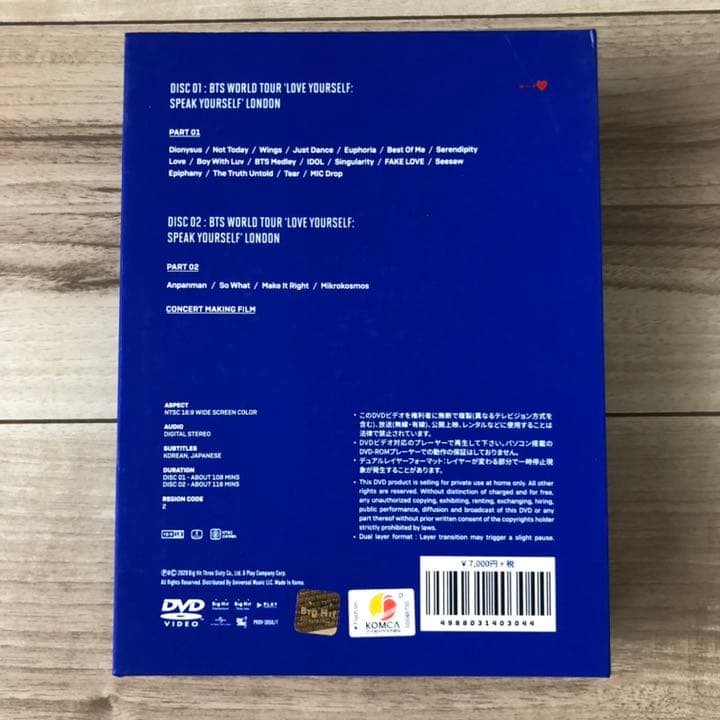 DISC 01 : BTS WORLD TOUR 'LOVE YOURSELF:
SPEAK YOURSELF' LONDON
PART 01
Dionysus / Not Today / Wings / Just Dance / Euphoria / Best Of Me / Serendipity
Love / Boy With Luv / BTS Medley / IDOL / Singularity / FAKE LOVE / Seesaw
Epiphany / The Truth Untold / Tear / MIC Drop
DISC 02 : BTS WORLD TOUR 'LOVE YOURSELF:
SPEAK YOURSELF' LONDON
PART 02
Anpanman / So What / Make It Right / Mikrokosmos
CONCERT MAKING FILM
ASPECT
NTSC 16:9 WIDE SCREEN COLOR
AUDIO
DIGITAL STEREO
SUBTITLES
KOREAN, JAPANESE
DURATION
DISC 01 - ABOUT 108 MINS
DISC 02 - ABOUT 118 MINS
REGION CODE
2
・このDVDビデオを権利者に無断で複製(異なるテレビジョン方式を
含む)、放送(無線・有線)、公開上映、レンタルなどに使用することは
法律で禁止されています。
・DVDビデオ対応のプレーヤーで再生して下さい。パソコン搭載の
DVD-ROMプレーヤーでの動作の保証はしておりません。
・デュアルレイヤーフォーマット：レイヤーが変わる部分で一時停止現
象が発生することがあります。
• This DVD product is selling for private use at home only. All other
rights are reserved. Without distinction of charged and for free,
any unauthorized copying, exhibiting, renting, exchanging, hiring,
public performance, diffusion and broadcast of this DVD or any
part thereof without prior written consent of the copyrights holder
strictly prohibited by laws.
• Dual layer format : Layer transition may trigger a slight pause.
℗© 2020 Big Hit Three Sixty Co., Ltd. & Play Company Corp.
All Rights Reserved. Distributed By Universal Music LLC. Made In Korea.
DVD
VIDEO
PLAY
BIG HIT
KOMCA
¥ 7,000円+税
4988031403044